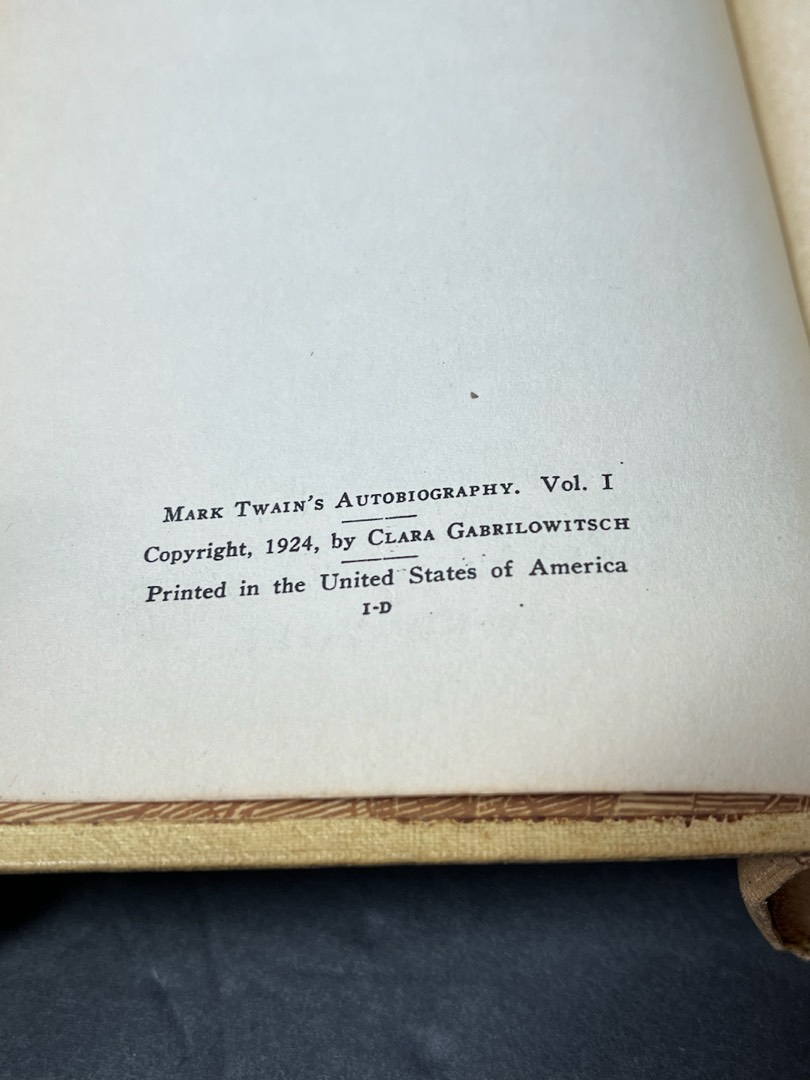 MARK TWAIN'S AUTOBIOGRAPHY. Vol. I
Copyright, 1924, by CLARA GABRILOWITSCH
Printed in the United States of America
I-D